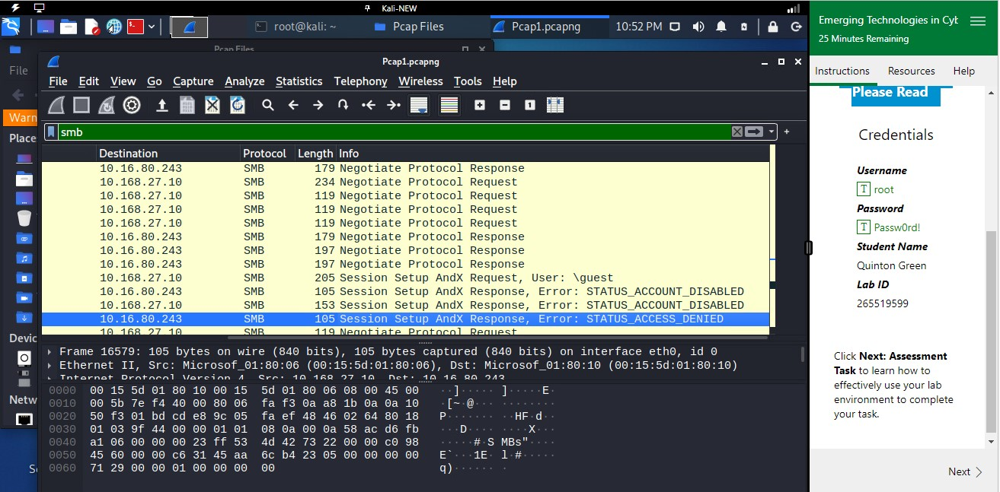 Kali-NEW
root@kali: ~
Pcap Files
Pcap1.pcapng
10:52 PM
Pcap Files
File
Warn
Place
Devic
Netw
Pcap1.pcapng
File Edit View Go Capture Analyze Statistics Telephony Wireless Tools Help
smb
Destination Protocol Length Info
10.16.80.243 SMB 179 Negotiate Protocol Response
10.168.27.10 SMB 234 Negotiate Protocol Request
10.168.27.10 SMB 119 Negotiate Protocol Request
10.168.27.10 SMB 119 Negotiate Protocol Request
10.168.27.10 SMB 119 Negotiate Protocol Request
10.16.80.243 SMB 179 Negotiate Protocol Response
10.16.80.243 SMB 197 Negotiate Protocol Response
10.16.80.243 SMB 197 Negotiate Protocol Response
10.168.27.10 SMB 205 Session Setup AndX Request, User: \guest
10.16.80.243 SMB 105 Session Setup AndX Response, Error: STATUS_ACCOUNT_DISABLED
10.168.27.10 SMB 153 Session Setup AndX Response, Error: STATUS_ACCOUNT_DISABLED
10.16.80.243 SMB 105 Session Setup AndX Response, Error: STATUS_ACCESS_DENIED
10.168.27.10 SMB 119 Negotiate Protocol Request
Frame 16579: 105 bytes on wire (840 bits), 105 bytes captured (840 bits) on interface eth0, id 0
Ethernet II, Src: Microsof_01:80:06 (00:15:5d:01:80:06), Dst: Microsof_01:80:10 (00:15:5d:01:80:10)
Internet Protocol Version 4, Src: 10.168.27.10, Dst: 10.16.80.243
0000 00 15 5d 01 80 10 00 15 5d 01 80 06 08 00 45 00 ··]····· ]·····E·
0010 00 5b 7e f4 40 00 80 06 fa f3 0a a8 1b 0a 0a 10 ·[~·@··· ········
0020 50 f3 01 bd cd e8 9c 05 fa ef 48 46 02 64 80 18 P······· ··HF·d··
0030 01 03 9f 44 00 00 01 01 08 0a 00 0a 58 ac d6 fb ···D···· ····X···
0040 a1 06 00 00 00 23 ff 53 4d 42 73 22 00 00 c0 98 ·····#·S MBs"····
0050 45 60 00 00 c6 31 45 aa 6c b4 23 05 00 00 00 00 E`···1E· l·#·····
0060 71 29 00 00 01 00 00 00 00 q)······ ·
Emerging Technologies in Cyb
25 Minutes Remaining
Instructions Resources Help
Please Read
Credentials
Username
T root
Password
T Passw0rd!
Student Name
Quinton Green
Lab ID
265519599
Click Next: Assessment
Task to learn how to
effectively use your lab
environment to complete
your task.
Next